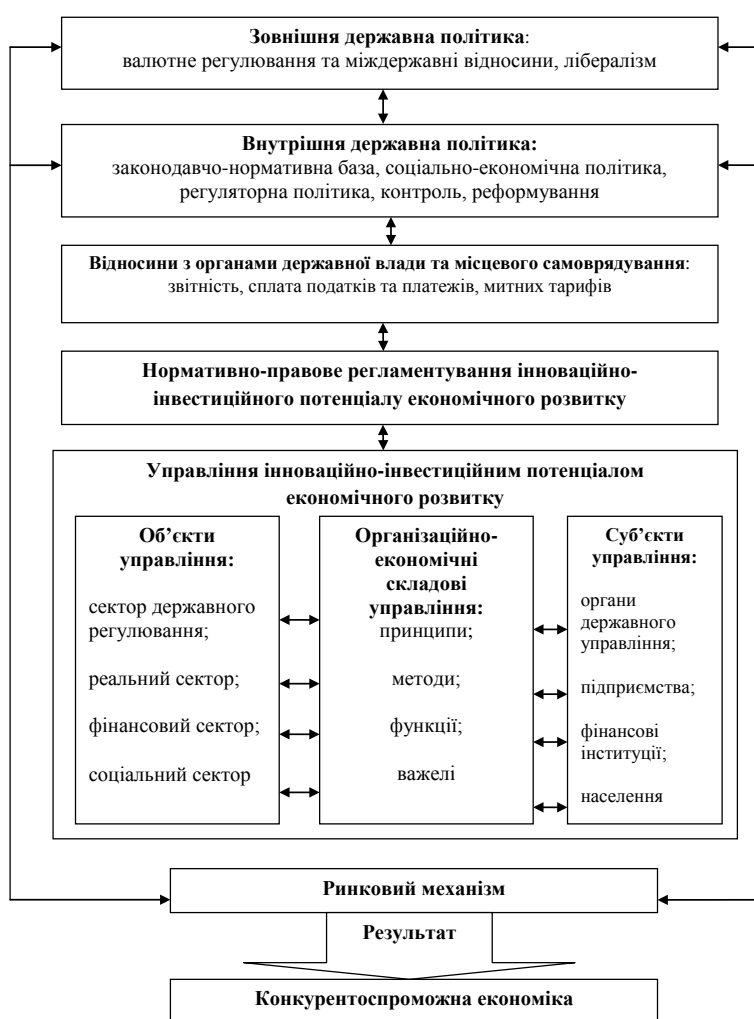 Зовнішня державна політика:
валютне регулювання та міждержавні відносини, лібералізм
Внутрішня державна політика:
законодавчо-нормативна база, соціально-економічна політика,
регуляторна політика, контроль, реформування
Відносини з органами державної влади та місцевого самоврядування:
звітність, сплата податків та платежів, митних тарифів
Нормативно-правове регламентування інноваційно-
інвестиційного потенціалу економічного розвитку
Управління інноваційно-інвестиційним потенціалом
економічного розвитку
Об’єкти
управління:
сектор державного
регулювання;
реальний сектор;
фінансовий сектор;
соціальний сектор
Організаційно-
економічні
складові
управління:
принципи;
методи;
функції;
важелі
Суб’єкти
управління:
органи
державного
управління;
підприємства;
фінансові
інституції;
населення
Ринковий механізм
Результат
Конкурентоспроможна економіка